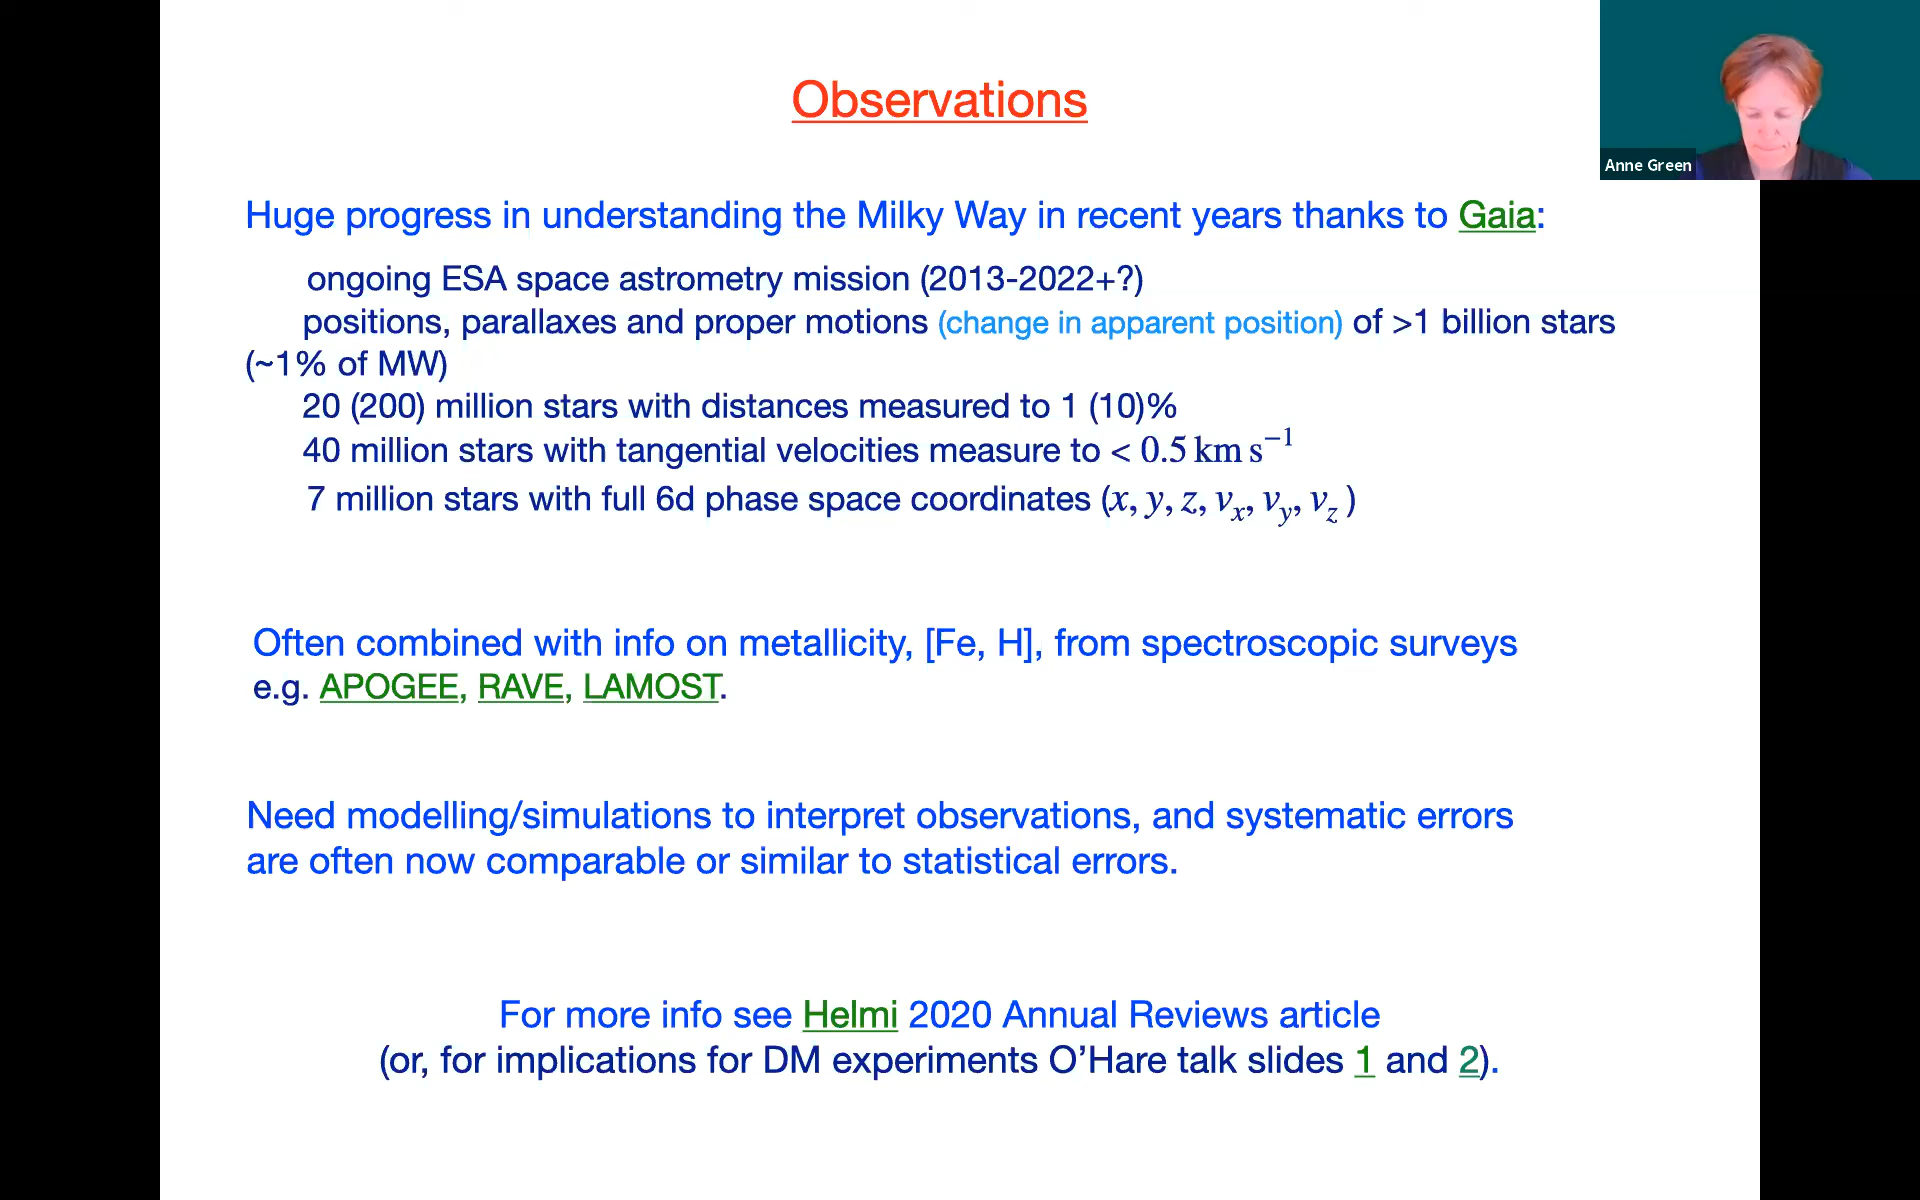 Observations
Anne Green
Huge progress in understanding the Milky Way in recent years thanks to Gaia:
ongoing ESA space astrometry mission (2013-2022+?)
positions, parallaxes and proper motions (change in apparent position) of >1 billion stars
(~1% of MW)
20 (200) million stars with distances measured to 1 (10)%
40 million stars with tangential velocities measure to < 0.5 km s⁻¹
7 million stars with full 6d phase space coordinates (x, y, z, vₓ, v_y, v_z )
Often combined with info on metallicity, [Fe, H], from spectroscopic surveys
e.g. APOGEE, RAVE, LAMOST.
Need modelling/simulations to interpret observations, and systematic errors
are often now comparable or similar to statistical errors.
For more info see Helmi 2020 Annual Reviews article
(or, for implications for DM experiments O’Hare talk slides 1 and 2).